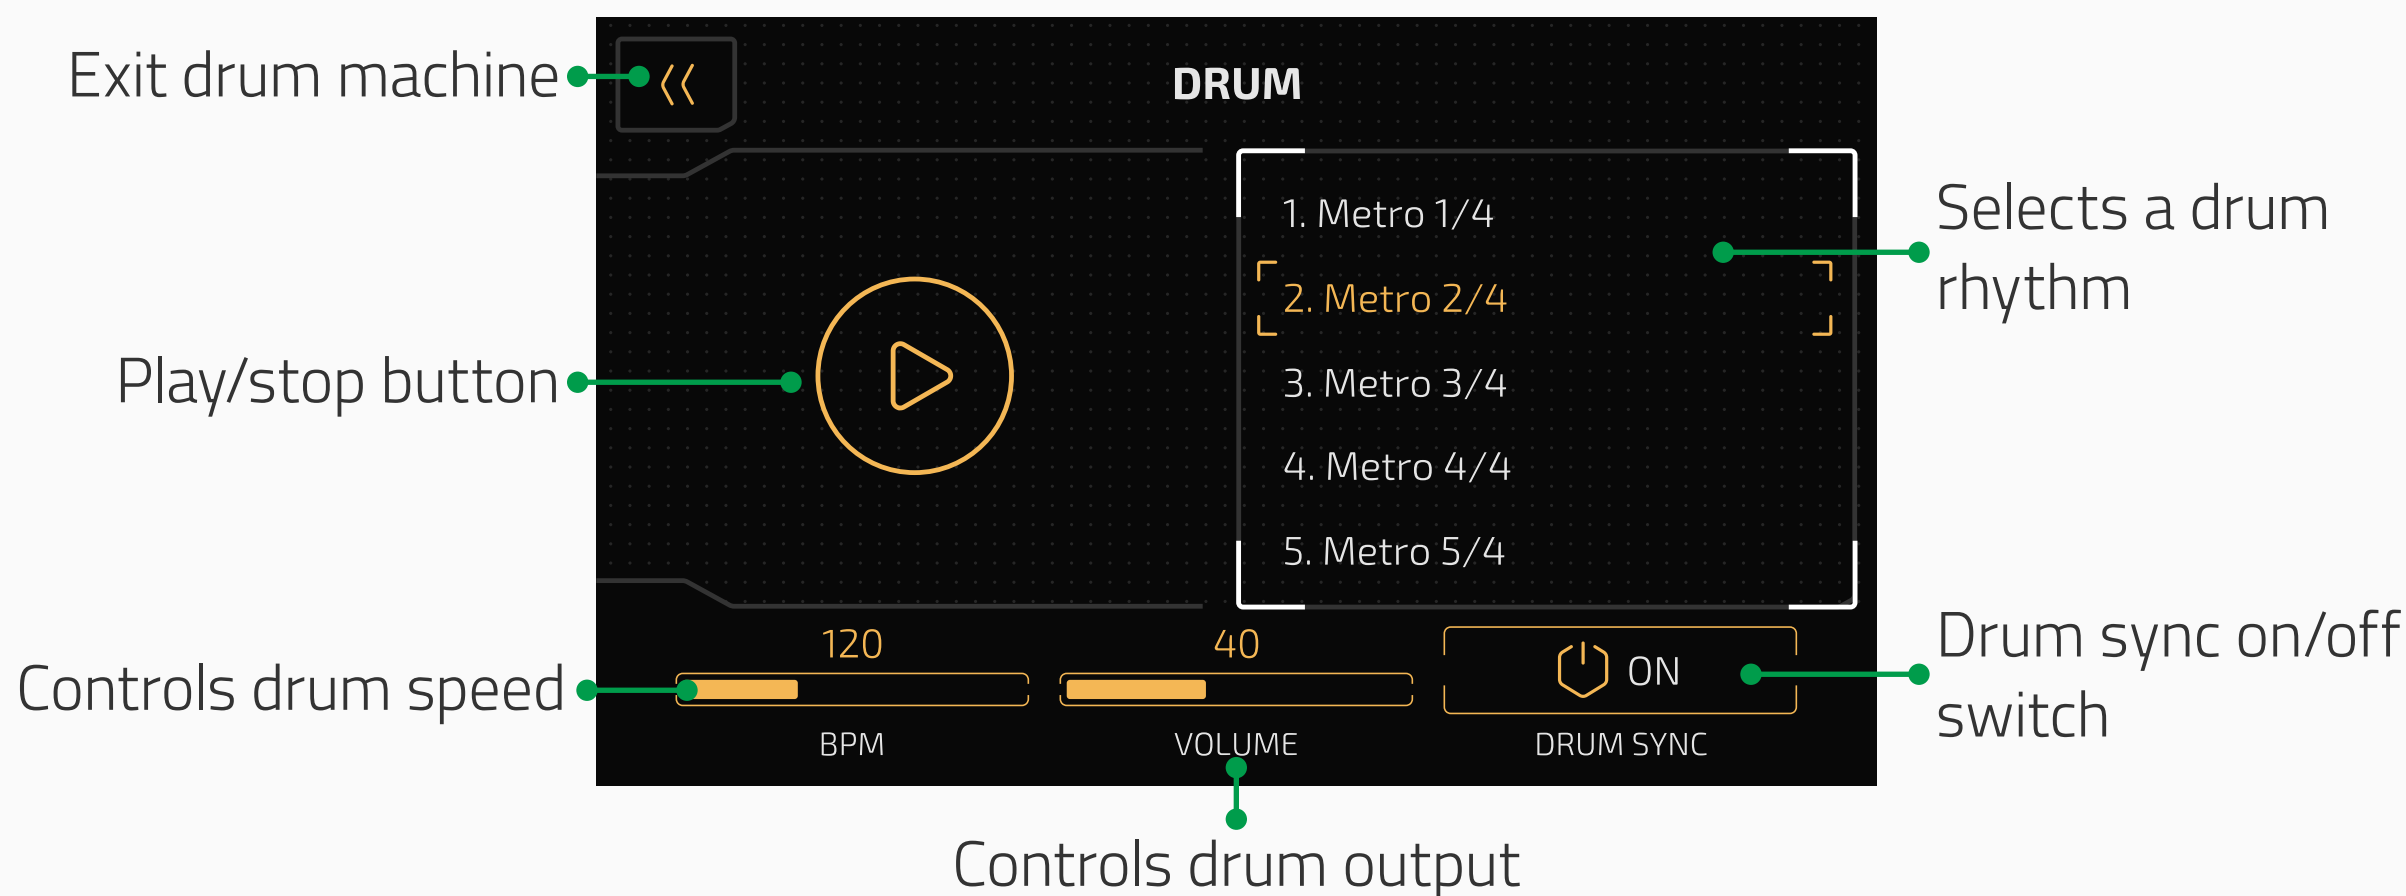 Exit drum machine
DRUM
1. Metro 1/4
2. Metro 2/4
3. Metro 3/4
4. Metro 4/4
5. Metro 5/4
Selects a drum
rhythm
Play/stop button
120
40
ON
Controls drum speed
BPM
VOLUME
DRUM SYNC
Drum sync on/off
switch
Controls drum output